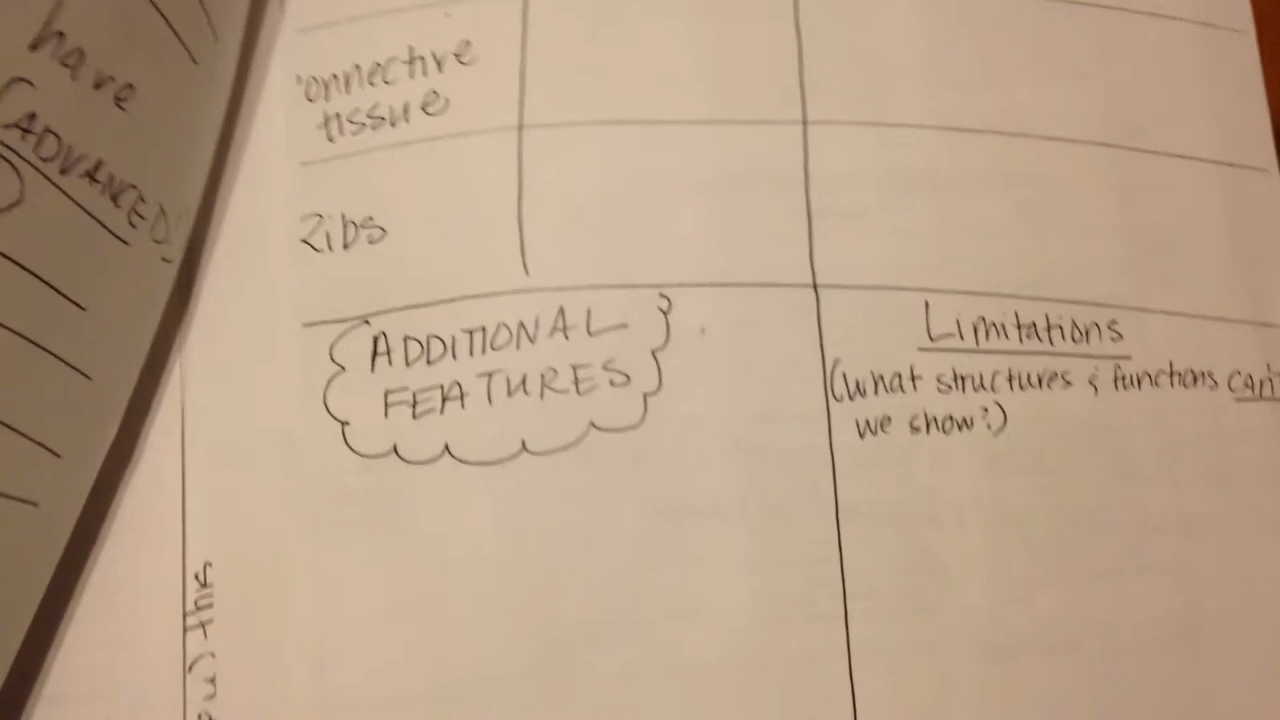 have
(ADVANCED)
onnective
tissue
Ribs
ADDITIONAL
FEATURES
Limitations
(what structures & functions can't
we show?)
this